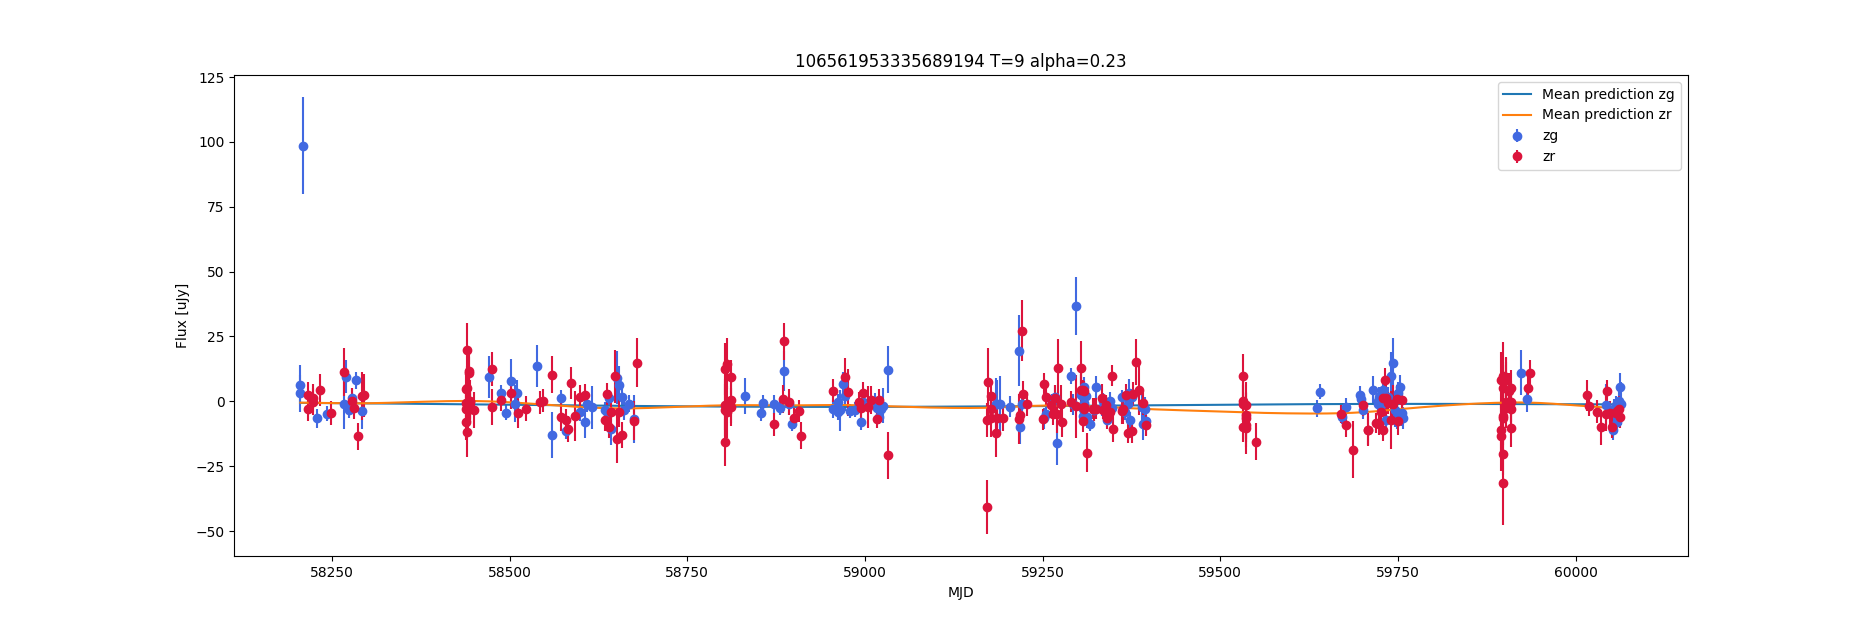 106561953335689194 T=9 alpha=0.23
125
100
75
50
25
0
−25
−50
Flux [uJy]
58250
58500
58750
59000
59250
59500
59750
60000
MJD
Mean prediction zg
Mean prediction zr
zg
zr